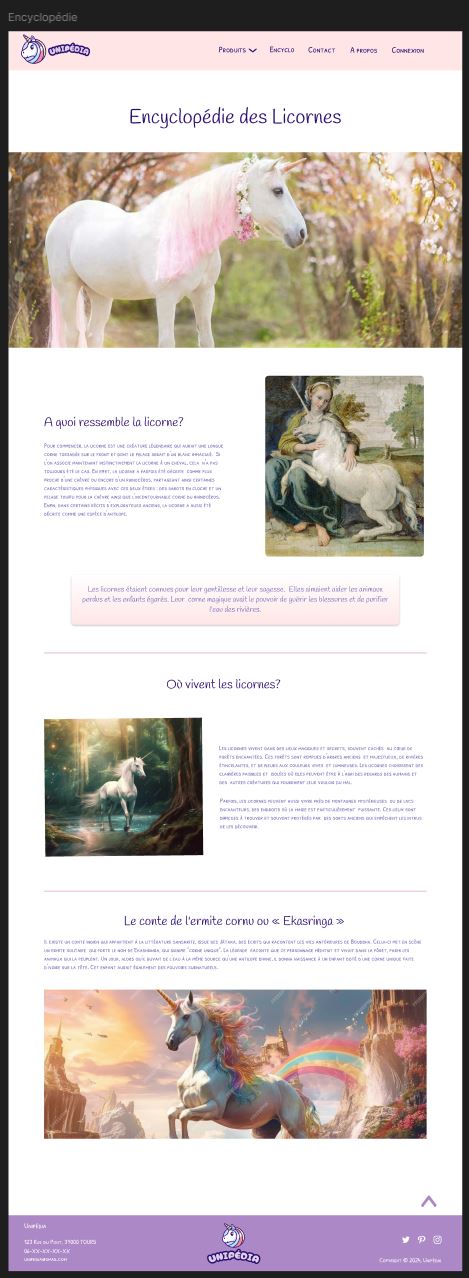 Encyclopédie
UNIPÉDIA
Produits Encyclo Contact A propos Connexion
Encyclopédie des Licornes
A quoi ressemble la licorne?
Pour commencer, la licorne est une créature légendaire qui aurait une longue
corne torsadée sur le front et dont le pelage serait d'un blanc immaculé. Si
l'on associe maintenant instinctivement la licorne à un cheval, cela n'a pas
toujours été le cas. En effet, la licorne a parfois été décrite comme plus
proche d'une chèvre ou encore d'un rhinocéros, partageant ainsi certaines
caractéristiques physiques avec ces deux êtres : des sabots en cloche et un
pelage touffu pour la chèvre ainsi que l'incontournable corne du rhinocéros.
Enfin, dans certains récits d'explorateurs anciens, la licorne a aussi été
décrite comme une espèce d'antilope.
Les licornes étaient connues pour leur gentillesse et leur sagesse. Elles aimaient aider les animaux
perdus et les enfants égarés. Leur corne magique avait le pouvoir de guérir les blessures et de purifier
l'eau des rivières.
Où vivent les licornes?
Les licornes vivent dans des lieux magiques et secrets, souvent cachés au cœur de
forêts enchantées. Ces forêts sont remplies d'arbres anciens et majestueux, de rivières
étincelantes, et de fleurs aux couleurs vives et lumineuses. Les licornes choisissent des
clairières paisibles et isolées où elles peuvent être à l'abri des regards des humains et
des autres créatures qui pourraient leur vouloir du mal.
Parfois, les licornes peuvent aussi vivre près de montagnes mystérieuses ou de lacs
enchanteurs, des endroits où la magie est particulièrement puissante. Ces lieux sont
difficiles à trouver et souvent protégés par des sorts anciens qui empêchent les intrus
de les découvrir.
Le conte de l'ermite cornu ou « Ekasringa »
Il existe un conte indien qui appartient à la littérature sanskrite, issue des Jātaka, des écrits qui racontent les vies antérieures de Bouddha. Celui-ci met en scène
un ermite solitaire qui porte le nom de Ekashringa, qui signifie "corne unique". La légende raconte que ce personnage méditait et vivait dans la forêt, parmi les
animaux qui la peuplent. Un jour, alors qu'il buvait de l'eau à la même source qu'une antilope divine, il donna naissance à un enfant doté d'une corne unique faite
d'ivoire sur la tête. Cet enfant aurait également des pouvoirs surnaturels.
Unipédia
123 Rue du Point, 37000 TOURS
06-XX-XX-XX-XX
unipedia@gmail.com
UNIPÉDIA
Copyright © 2024, Unipédia